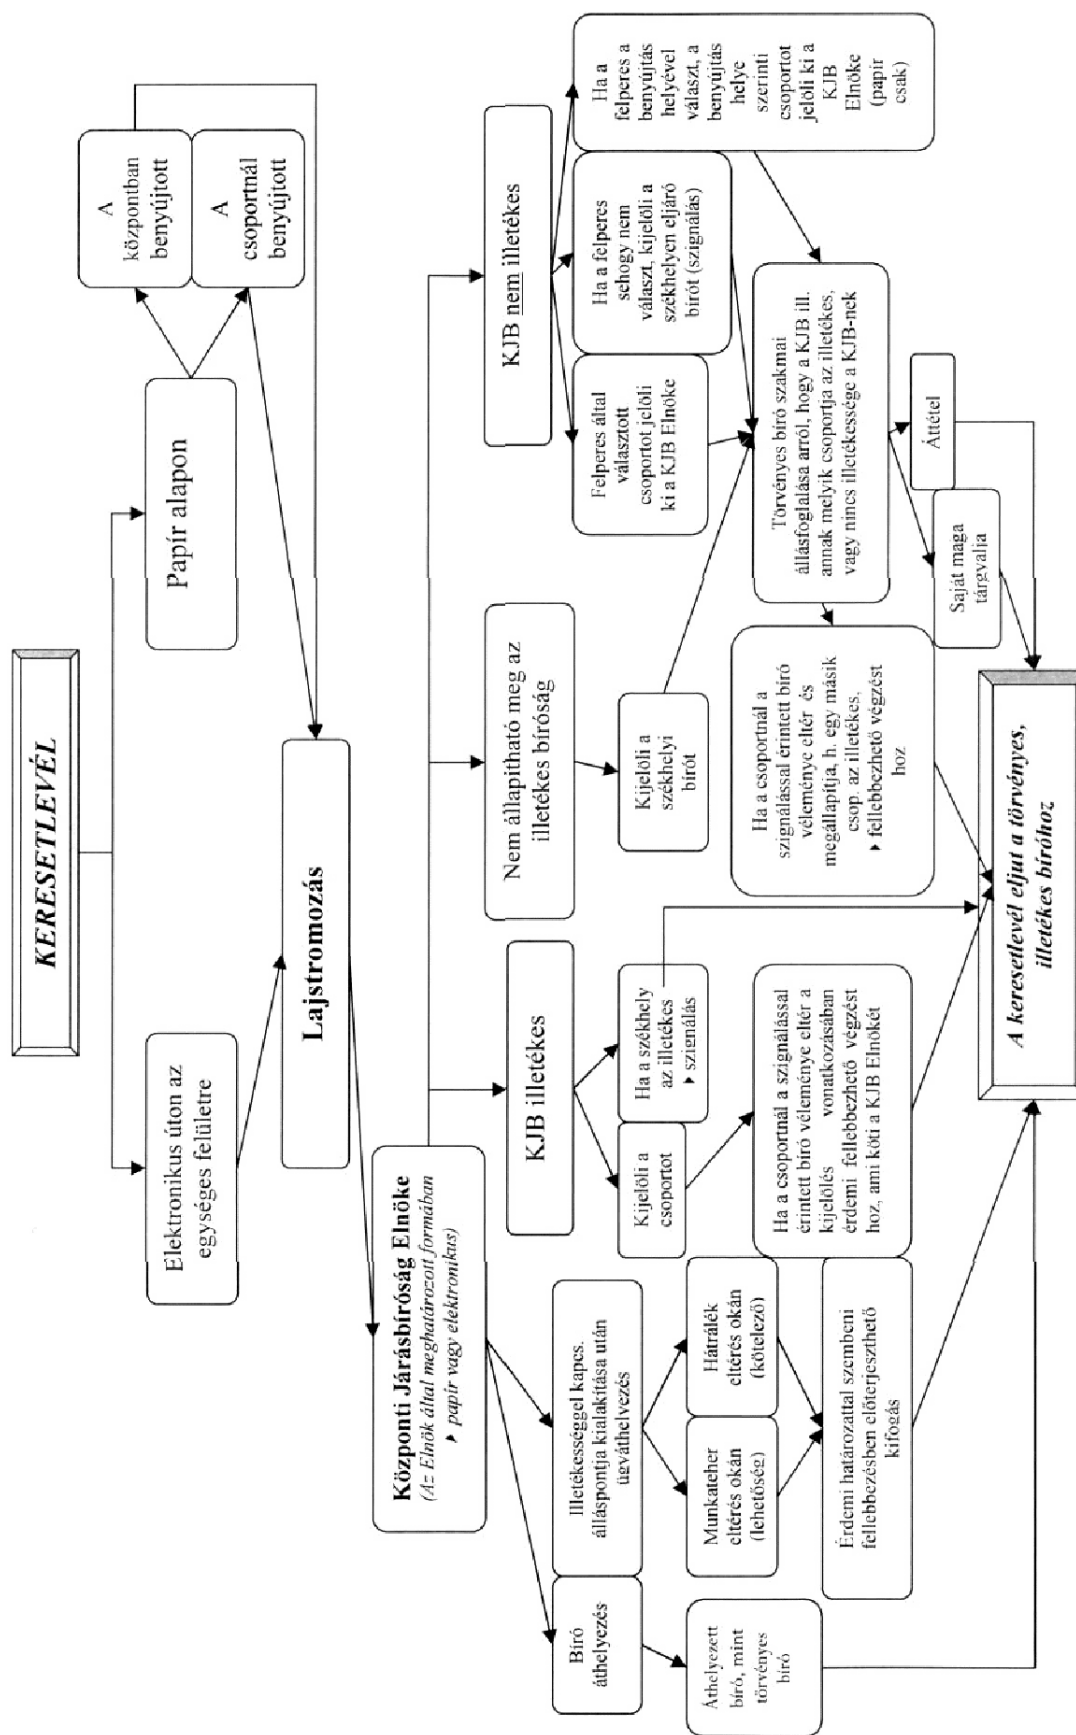 KERESETLEVÉL
Elektronikus úton az
egységes felületre
Papír alapon
A
központban
benyújtott
A
csoportnál
benyújtott
Lajstromozás
Központi Járásbíróság Elnöke
(Az Elnök által meghatározott formában
papír vagy elektronikus)
KJB illetékes
Nem állapítható meg az
illetékes bíróság
KJB nem illetékes
Bíró
áthelyezés
Illetékességgel kapcs.
álláspontja kialakítása után
ügyáthelyezés
Kijelöli a
csoportot
Ha a székhely
az illetékes
szignálás
Kijelöli a
székhelyi
bírót
Felperes által
választott
csoportot jelöli
ki a KJB Elnöke
Ha a felperes
sehogy nem
választ, kijelöli a
székhelyen eljáró
bírót (szignálás)
Ha a
felperes a
benyújtás
helyével
választ, a
benyújtás
helye
szerinti
csoportot
jelöli ki a
KJB
Elnöke
(papír
csak)
Áthelyezett
bíró, mint
törvényes
bíró
Munkateher
eltérés okán
(lehetőség)
Hátrálék
eltérés okán
(kötelező)
Ha a csoportnál a szignálással
érintett bíró véleménye eltér a
kijelölés vonatkozásában
érdemi fellebbezhető végzést
hoz, ami köti a KJB Elnökét
Ha a csoportnál a
szignálással érintett bíró
véleménye eltér és
megállapítja, h. egy másik
csop. az illetékes,
fellebbezhető végzést
hoz
Törvényes bíró szakmai
állásfoglalása arról, hogy a KJB ill.
annak melyik csoportja az illetékes,
vagy nincs illetékessége a KJB-nek
Érdemi határozattal szembeni
fellebbezésben előterjeszthető
kifogás
Saját maga
tárgyalja
Áttétel
A keresetlevél eljut a törvényes,
illetékes bíróhoz